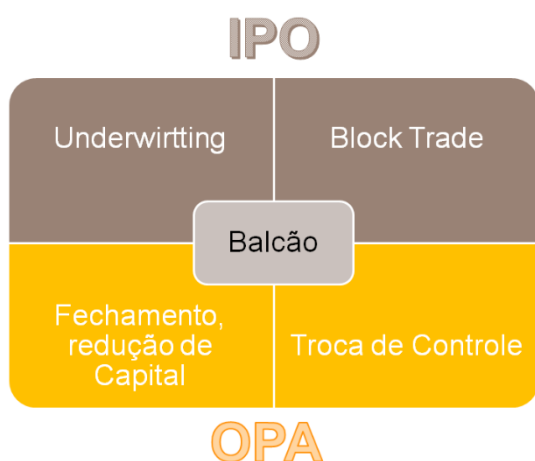 IPO
Underwirtting
Block Trade
Balcão
Fechamento,
redução de
Capital
Troca de Controle
OPA